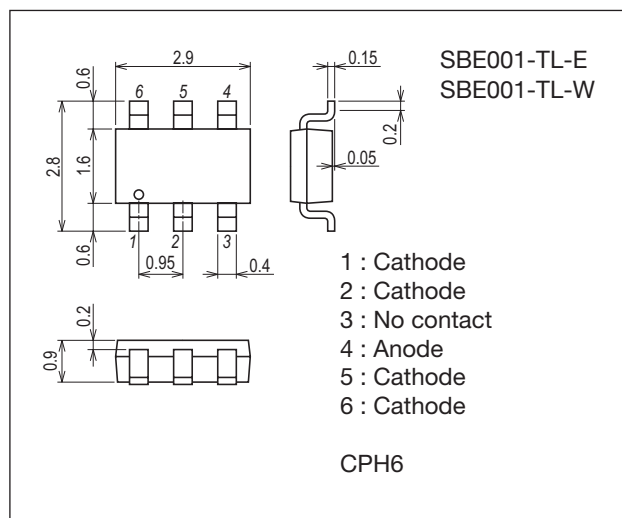 SBE001-TL-E
SBE001-TL-W
2.9
0.15
0.6
6
5
4
0.2
2.8
1.6
0.05
0.6
1
2
3
0.95
0.4
1 : Cathode
2 : Cathode
3 : No contact
4 : Anode
5 : Cathode
6 : Cathode
0.2
0.9
CPH6